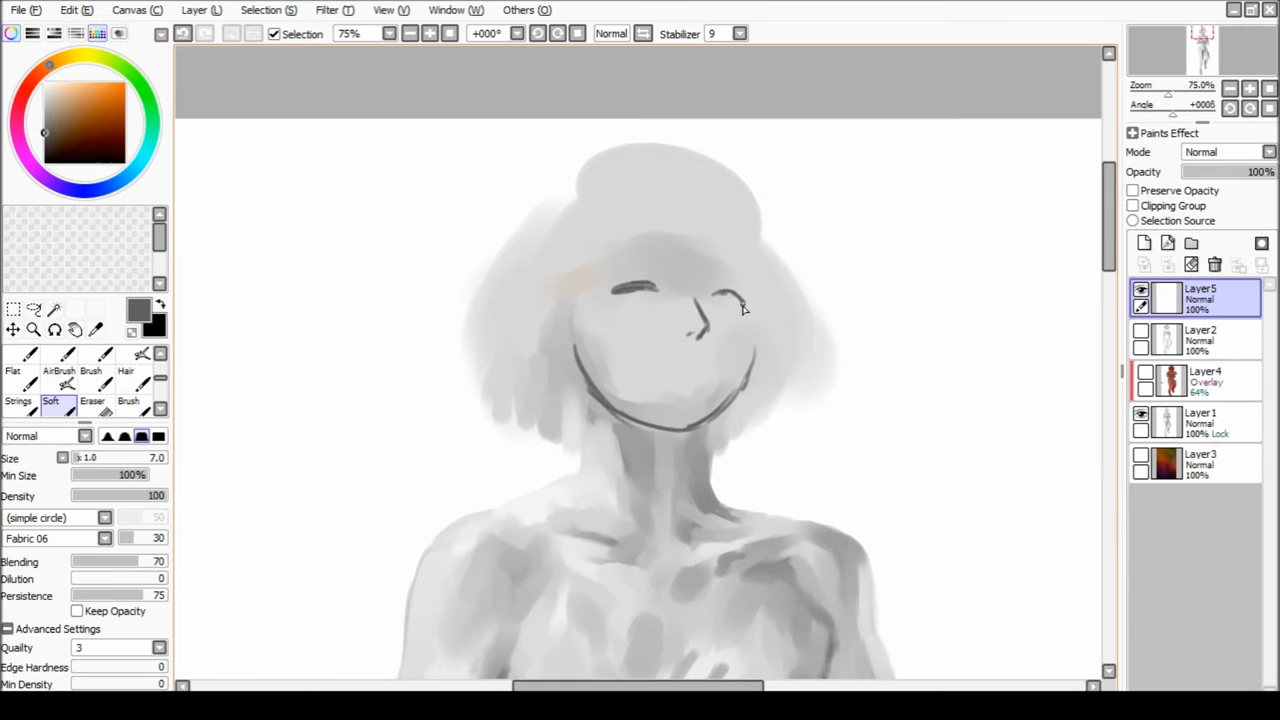 File (F) Edit (E) Canvas (C) Layer (L) Selection (S) Filter (T) View (V) Window (W) Others (O)
Selection 75% +000° Normal Stabilizer 9
Zoom 75.0%
Angle +000ß
Paints Effect
Mode Normal
Opacity 100%
Preserve Opacity
Clipping Group
Selection Source
Layer5
Normal
100%
Layer2
Normal
100%
Layer4
Overlay
64%
Layer1
Normal
100% Lock
Layer3
Normal
100%
Flat AirBrush Brush Hair
Strings Soft Eraser Brush
Normal
Size x 1.0 7.0
Min Size 100%
Density 100
(simple circle) 50
Fabric 06 30
Blending 70
Dilution 0
Persistence 75
Keep Opacity
Advanced Settings
Quailty 3
Edge Hardness 0
Min Density 0